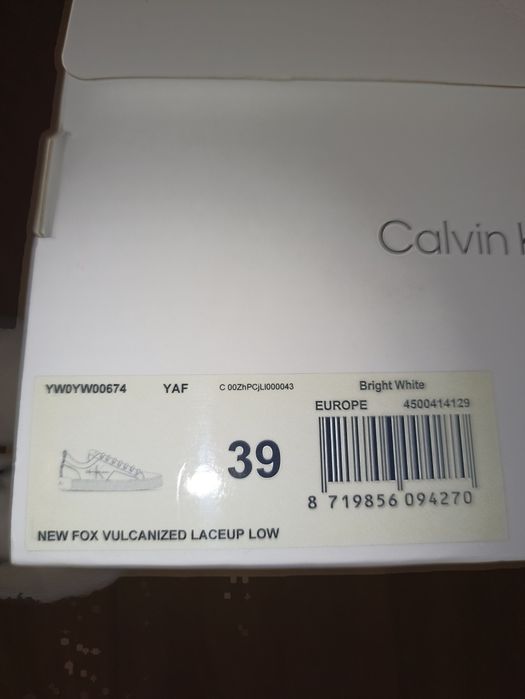 Calvin
YW0YW00674 YAF C 00ZhPCjLI000043 Bright White
EUROPE 4500414129
39
8 719856 094270
NEW FOX VULCANIZED LACEUP LOW